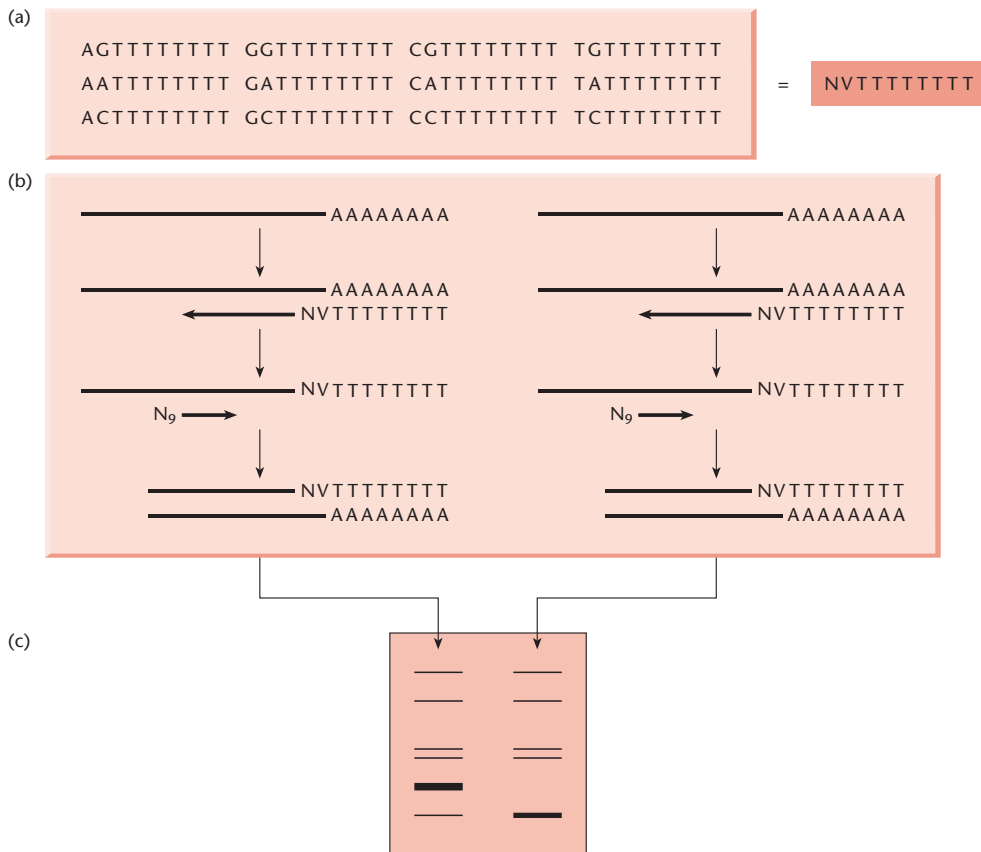 (a)
AGTTTTTTTT GGTTTTTTTT CGTTTTTTTT TGTTTTTTTT
AATTTTTTTT GATTTTTTTT CATTTTTTTT TATTTTTTTT
ACTTTTTTTT GCTTTTTTTT CCTTTTTTTT TCTTTTTTTT
= NVTTTTTTTT
(b)
AAAAAAAA AAAAAAAA
AAAAAAAA AAAAAAAA
NVTTTTTTTT NVTTTTTTTT
NVTTTTTTTT NVTTTTTTTT
N₉ N₉
NVTTTTTTTT NVTTTTTTTT
AAAAAAAA AAAAAAAA
(c)